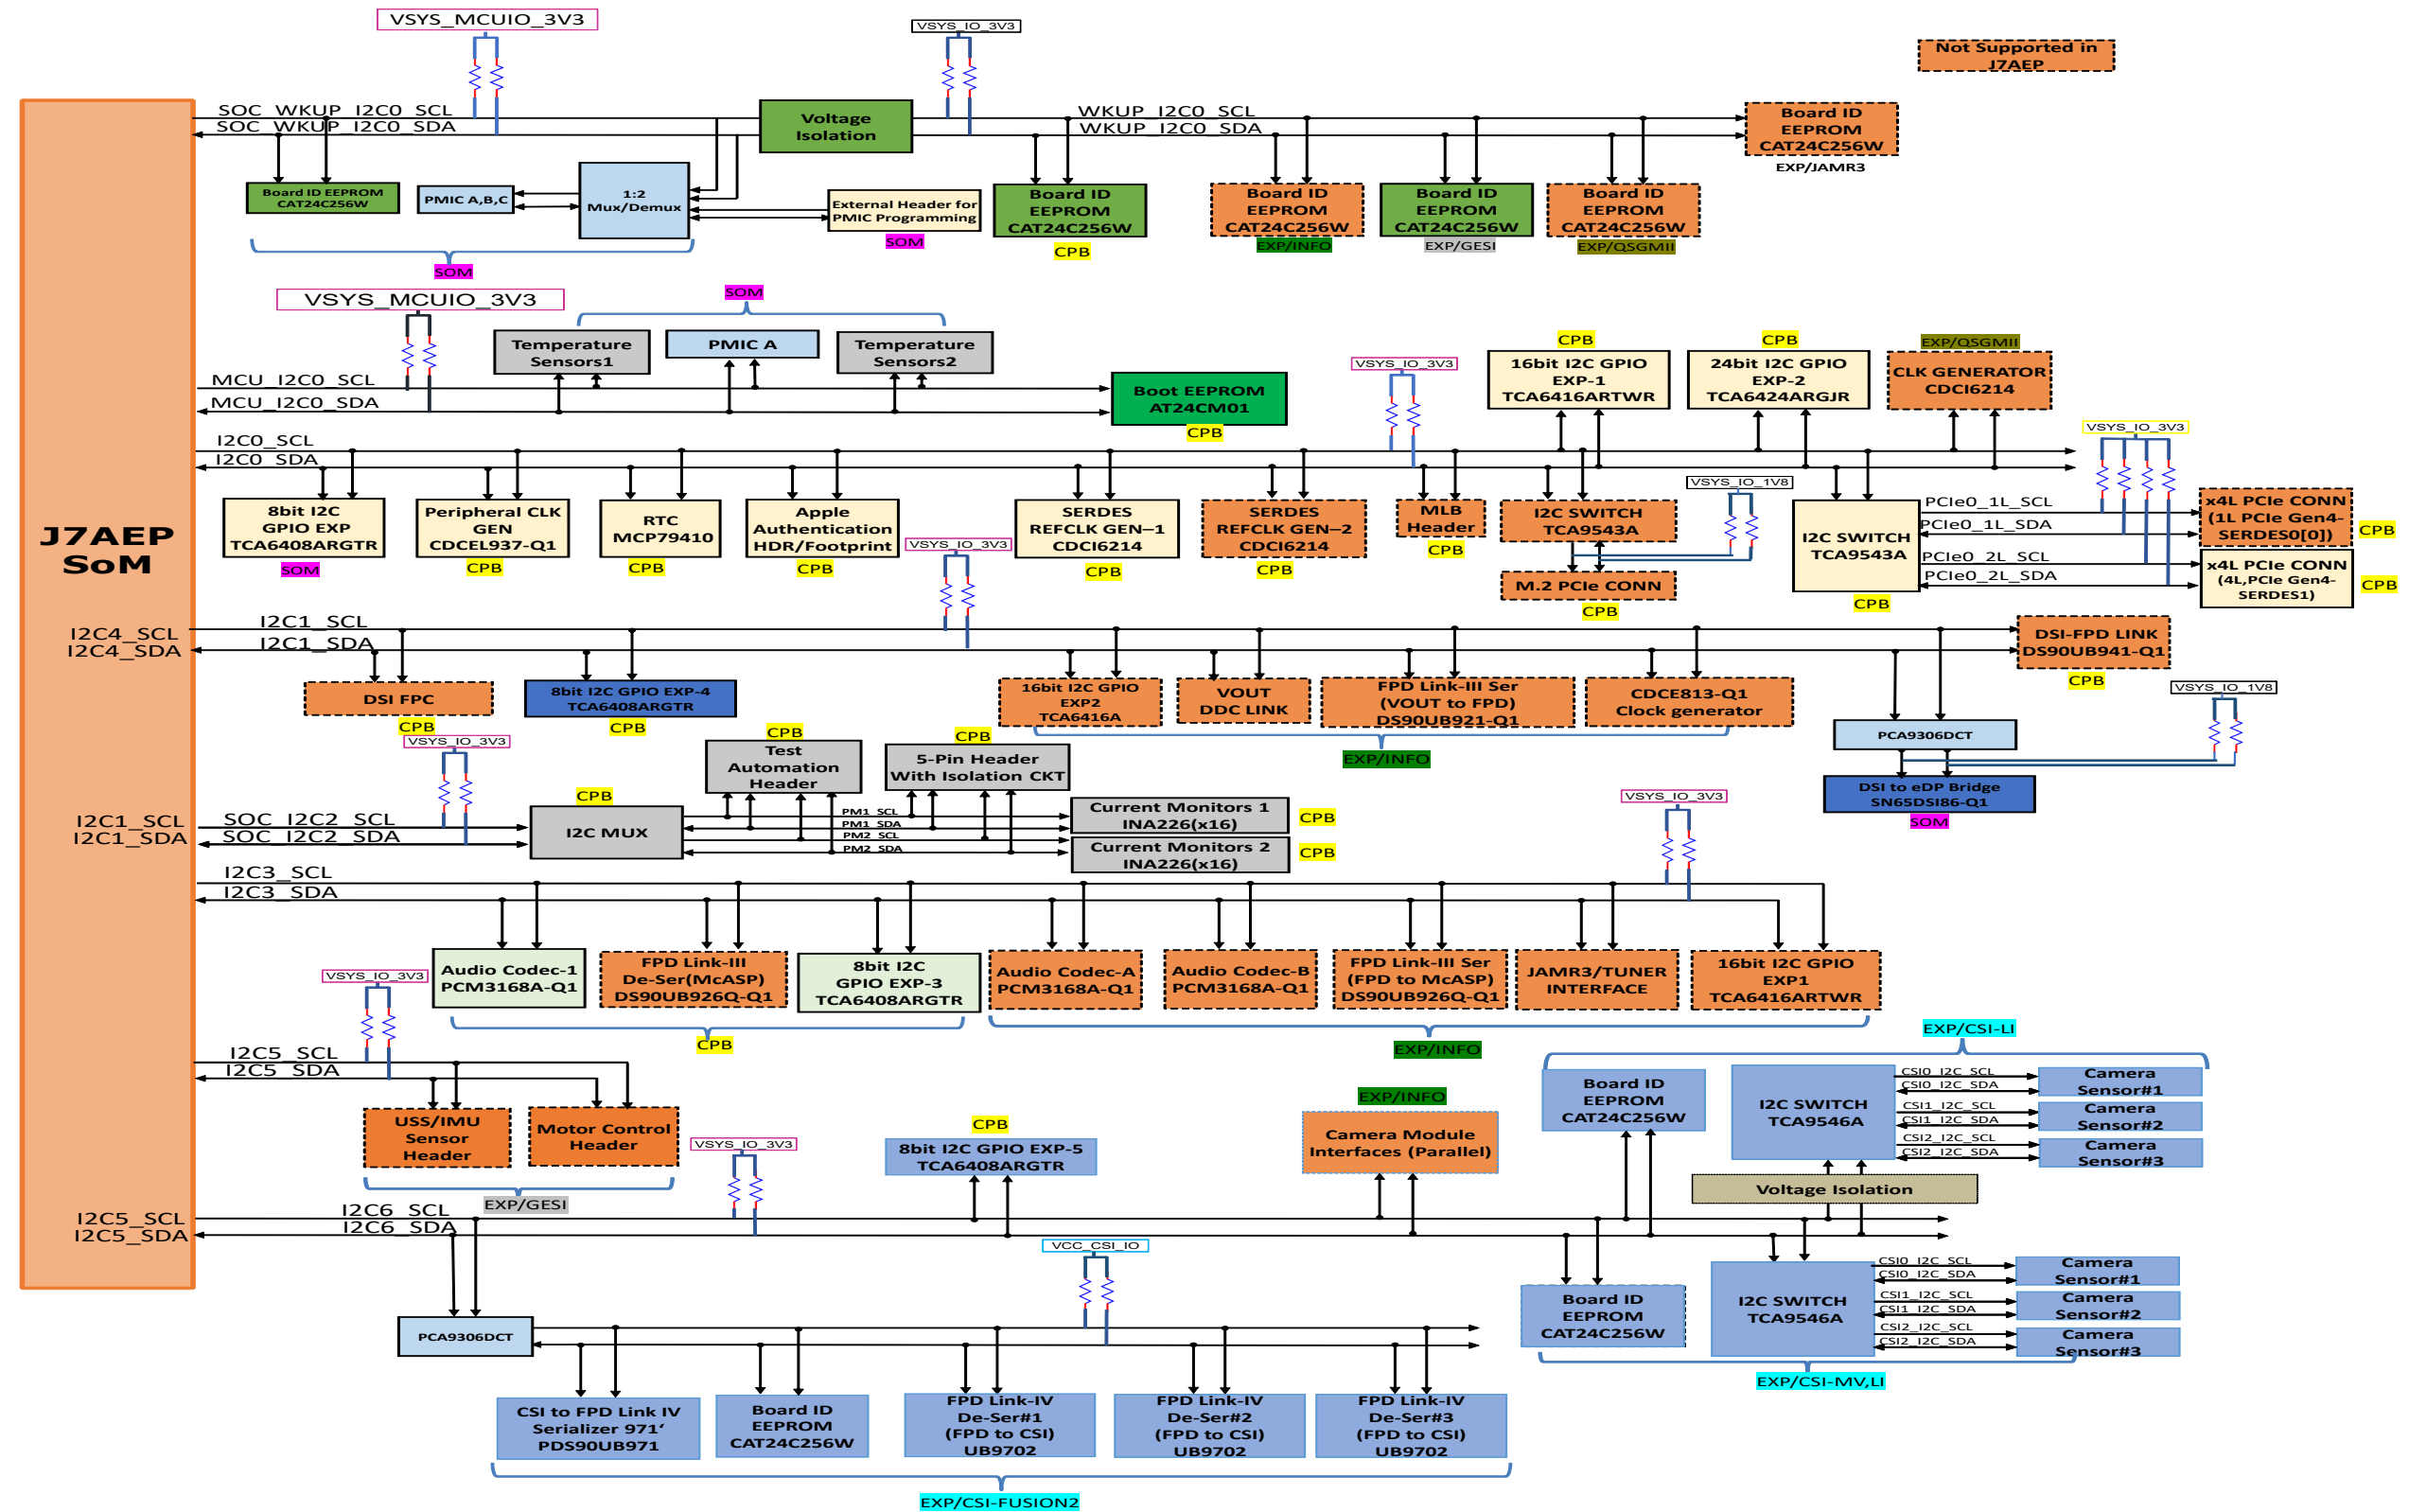 VSYS_MCUIO_3V3
VSYS_IO_3V3
Not Supported in
J7AEP
J7AEP
SoM
SOC_WKUP_I2C0_SCL
SOC_WKUP_I2C0_SDA
Voltage
Isolation
WKUP_I2C0_SCL
WKUP_I2C0_SDA
Board ID
EEPROM
CAT24C256W
EXP/JAMR3
Board ID EEPROM
CAT24C256W
PMIC A,B,C
1:2
Mux/Demux
External Header for
PMIC Programming
SOM
SOM
Board ID
EEPROM
CAT24C256W
CPB
Board ID
EEPROM
CAT24C256W
EXP/INFO
Board ID
EEPROM
CAT24C256W
EXP/GESI
Board ID
EEPROM
CAT24C256W
EXP/QSGMII
VSYS_MCUIO_3V3
SOM
Temperature
Sensors1
PMIC A
Temperature
Sensors2
MCU_I2C0_SCL
MCU_I2C0_SDA
Boot EEPROM
AT24CM01
CPB
VSYS_IO_3V3
CPB
16bit I2C GPIO
EXP-1
TCA6416ARTWR
CPB
24bit I2C GPIO
EXP-2
TCA6424ARGJR
EXP/QSGMII
CLK GENERATOR
CDCI6214
VSYS_IO_3V3
I2C0_SCL
I2C0_SDA
8bit I2C
GPIO EXP
TCA6408ARGTR
SOM
Peripheral CLK
GEN
CDCEL937-Q1
CPB
RTC
MCP79410
CPB
Apple
Authentication
HDR/Footprint
CPB
VSYS_IO_3V3
SERDES
REFCLK GEN–1
CDCI6214
CPB
SERDES
REFCLK GEN–2
CDCI6214
CPB
MLB
Header
CPB
I2C SWITCH
TCA9543A
VSYS_IO_1V8
M.2 PCIe CONN
CPB
I2C SWITCH
TCA9543A
CPB
PCIe0_1L_SCL
PCIe0_1L_SDA
PCIe0_2L_SCL
PCIe0_2L_SDA
x4L PCIe CONN
(1L PCIe Gen4-
SERDES0[0])
CPB
x4L PCIe CONN
(4L,PCIe Gen4-
SERDES1)
CPB
I2C4_SCL
I2C4_SDA
I2C1_SCL
I2C1_SDA
DSI FPC
CPB
8bit I2C GPIO EXP-4
TCA6408ARGTR
CPB
16bit I2C GPIO
EXP2
TCA6416A
VOUT
DDC LINK
FPD Link-III Ser
(VOUT to FPD)
DS90UB921-Q1
CDCE813-Q1
Clock generator
EXP/INFO
DSI-FPD LINK
DS90UB941-Q1
CPB
VSYS_IO_1V8
PCA9306DCT
DSI to eDP Bridge
SN65DSI86-Q1
SOM
VSYS_IO_3V3
I2C1_SCL
I2C1_SDA
SOC_I2C2_SCL
SOC_I2C2_SDA
CPB
I2C MUX
CPB
Test
Automation
Header
CPB
5-Pin Header
With Isolation CKT
PM1_SCL
PM1_SDA
PM2_SCL
PM2_SDA
Current Monitors 1
INA226(x16)
CPB
Current Monitors 2
INA226(x16)
CPB
VSYS_IO_3V3
I2C3_SCL
I2C3_SDA
Audio Codec-1
PCM3168A-Q1
FPD Link-III
De-Ser(McASP)
DS90UB926Q-Q1
8bit I2C
GPIO EXP-3
TCA6408ARGTR
CPB
Audio Codec-A
PCM3168A-Q1
Audio Codec-B
PCM3168A-Q1
FPD Link-III Ser
(FPD to McASP)
DS90UB926Q-Q1
JAMR3/TUNER
INTERFACE
16bit I2C GPIO
EXP1
TCA6416ARTWR
EXP/INFO
VSYS_IO_3V3
I2C5_SCL
I2C5_SDA
USS/IMU
Sensor
Header
Motor Control
Header
EXP/GESI
I2C5_SCL
I2C5_SDA
I2C6_SCL
I2C6_SDA
VSYS_IO_3V3
CPB
8bit I2C GPIO EXP-5
TCA6408ARGTR
EXP/INFO
Camera Module
Interfaces (Parallel)
EXP/CSI-LI
Board ID
EEPROM
CAT24C256W
I2C SWITCH
TCA9546A
CSI0_I2C_SCL
CSI0_I2C_SDA
CSI1_I2C_SCL
CSI1_I2C_SDA
CSI2_I2C_SCL
CSI2_I2C_SDA
Camera
Sensor#1
Camera
Sensor#2
Camera
Sensor#3
Voltage Isolation
Board ID
EEPROM
CAT24C256W
I2C SWITCH
TCA9546A
CSI0_I2C_SCL
CSI0_I2C_SDA
CSI1_I2C_SCL
CSI1_I2C_SDA
CSI2_I2C_SCL
CSI2_I2C_SDA
Camera
Sensor#1
Camera
Sensor#2
Camera
Sensor#3
EXP/CSI-MV,LI
VCC_CSI_IO
PCA9306DCT
CSI to FPD Link IV
Serializer 971‘
PDS90UB971
Board ID
EEPROM
CAT24C256W
FPD Link-IV
De-Ser#1
(FPD to CSI)
UB9702
FPD Link-IV
De-Ser#2
(FPD to CSI)
UB9702
FPD Link-IV
De-Ser#3
(FPD to CSI)
UB9702
EXP/CSI-FUSION2